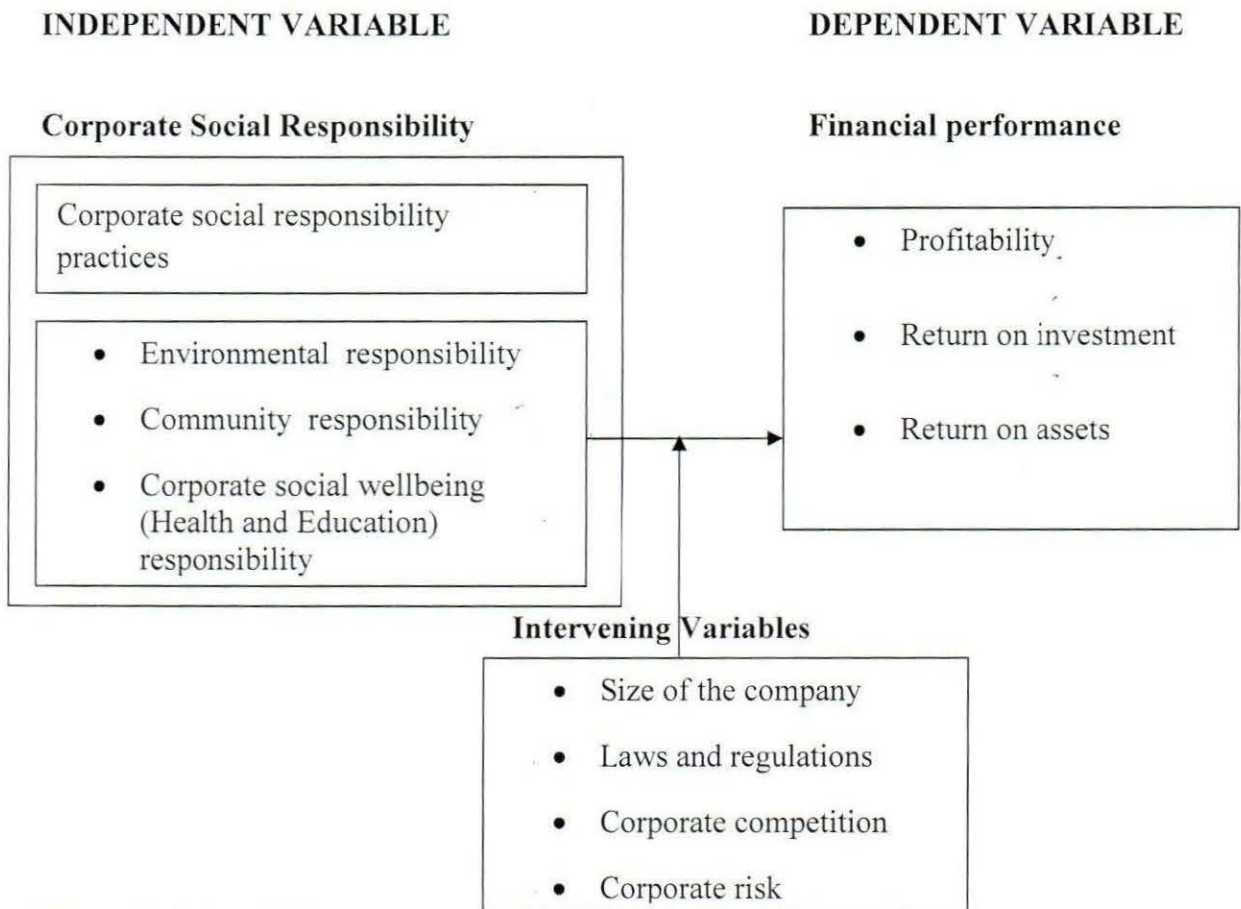 INDEPENDENT VARIABLE
DEPENDENT VARIABLE
Corporate Social Responsibility
Financial performance
Corporate social responsibility
practices
• Environmental responsibility
• Community responsibility
• Corporate social wellbeing
(Health and Education)
responsibility
• Profitability
• Return on investment
• Return on assets
Intervening Variables
• Size of the company
• Laws and regulations
• Corporate competition
• Corporate risk